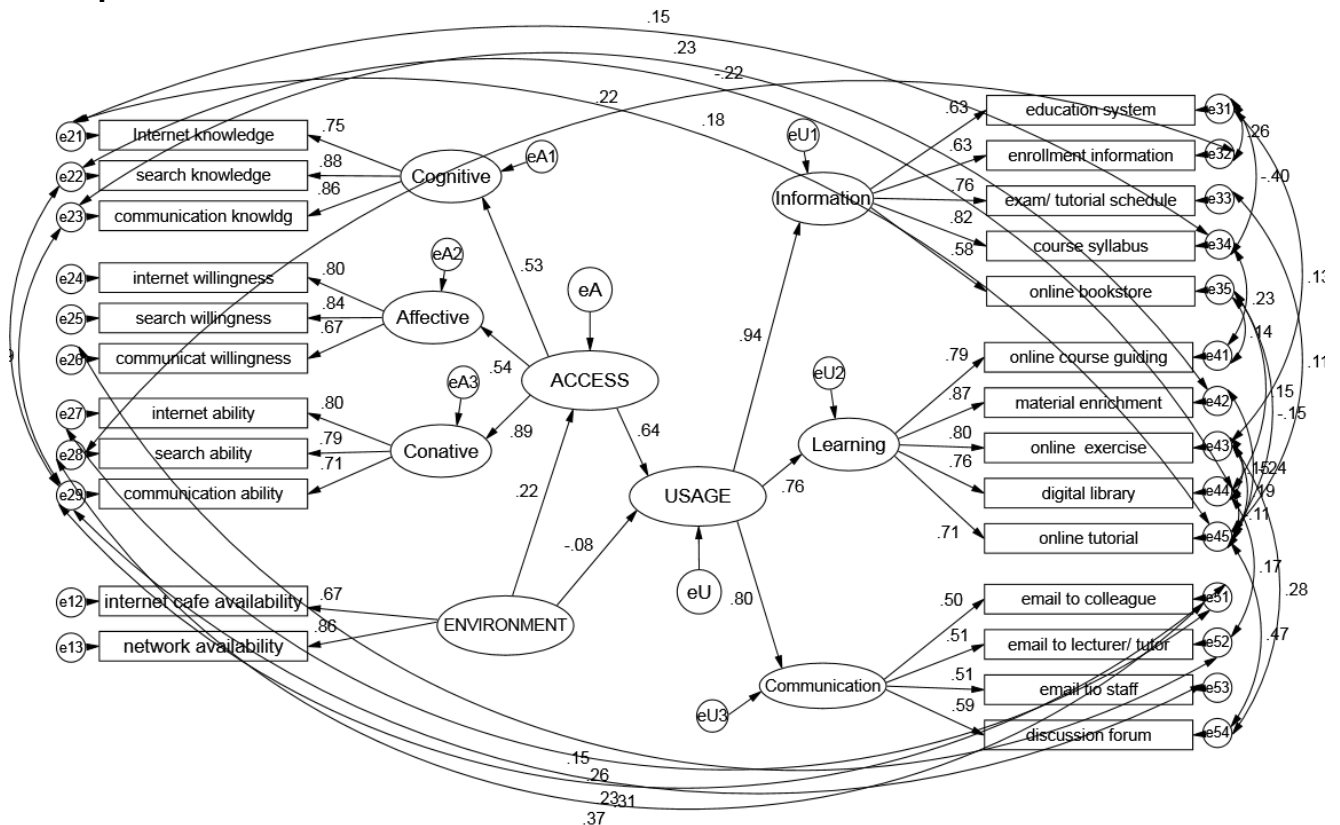 .15
.23
-.22
.22
.18
e21
Internet knowledge
.75
e22
search knowledge
.88
e23
communication knowldg
.86
Cognitive
eA1
e24
internet willingness
.80
e25
search willingness
.84
e26
communicat willingness
.67
Affective
eA2
e27
internet ability
.80
e28
search ability
.79
e29
communication ability
.71
Conative
eA3
e12
internet cafe availability
.67
e13
network availability
.86
ENVIRONMENT
.53
.54
.89
ACCESS
eA
.22
-.08
.64
USAGE
eU
.94
.76
.80
Information
eU1
.63
education system
e31
.63
enrollment information
e32
.76
exam/ tutorial schedule
e33
.82
course syllabus
e34
.58
online bookstore
e35
Learning
eU2
.79
online course guiding
e41
.87
material enrichment
e42
.80
online exercise
e43
.76
digital library
e44
.71
online tutorial
e45
Communication
eU3
.50
email to colleague
e51
.51
email to lecturer/ tutor
e52
.51
email tio staff
e53
.59
discussion forum
e54
.26
-.40
.13
.23
.14
.11
.15
-.15
.15
.24
.19
.11
.17
.28
.47
.15
.26
.23
.31
.37